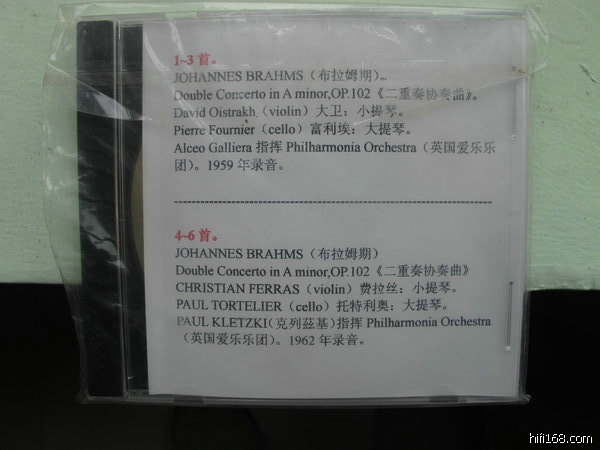 1~3 首。
JOHANNES BRAHMS（布拉姆期）。
Double Concerto in A minor,OP.102《二重奏协奏曲》。
David Oistrakh.（violin）大卫：小提琴。
Pierre Fournier（cello）富利埃：大提琴。
Alceo Galliera 指挥 Philharmonia Orchestra（英国爱乐乐
团）。1959 年录音。
4~6 首。
JOHANNES BRAHMS（布拉姆期）
Double Concerto in A minor,OP.102《二重奏协奏曲》
CHRISTIAN FERRAS（violin）费拉丝：小提琴。
PAUL TORTELIER（cello）托特利奥：大提琴。
PAUL KLETZKI（克列兹基）指挥 Philharmonia Orchestra
（英国爱乐乐团）。1962 年录音。
hifi168.com